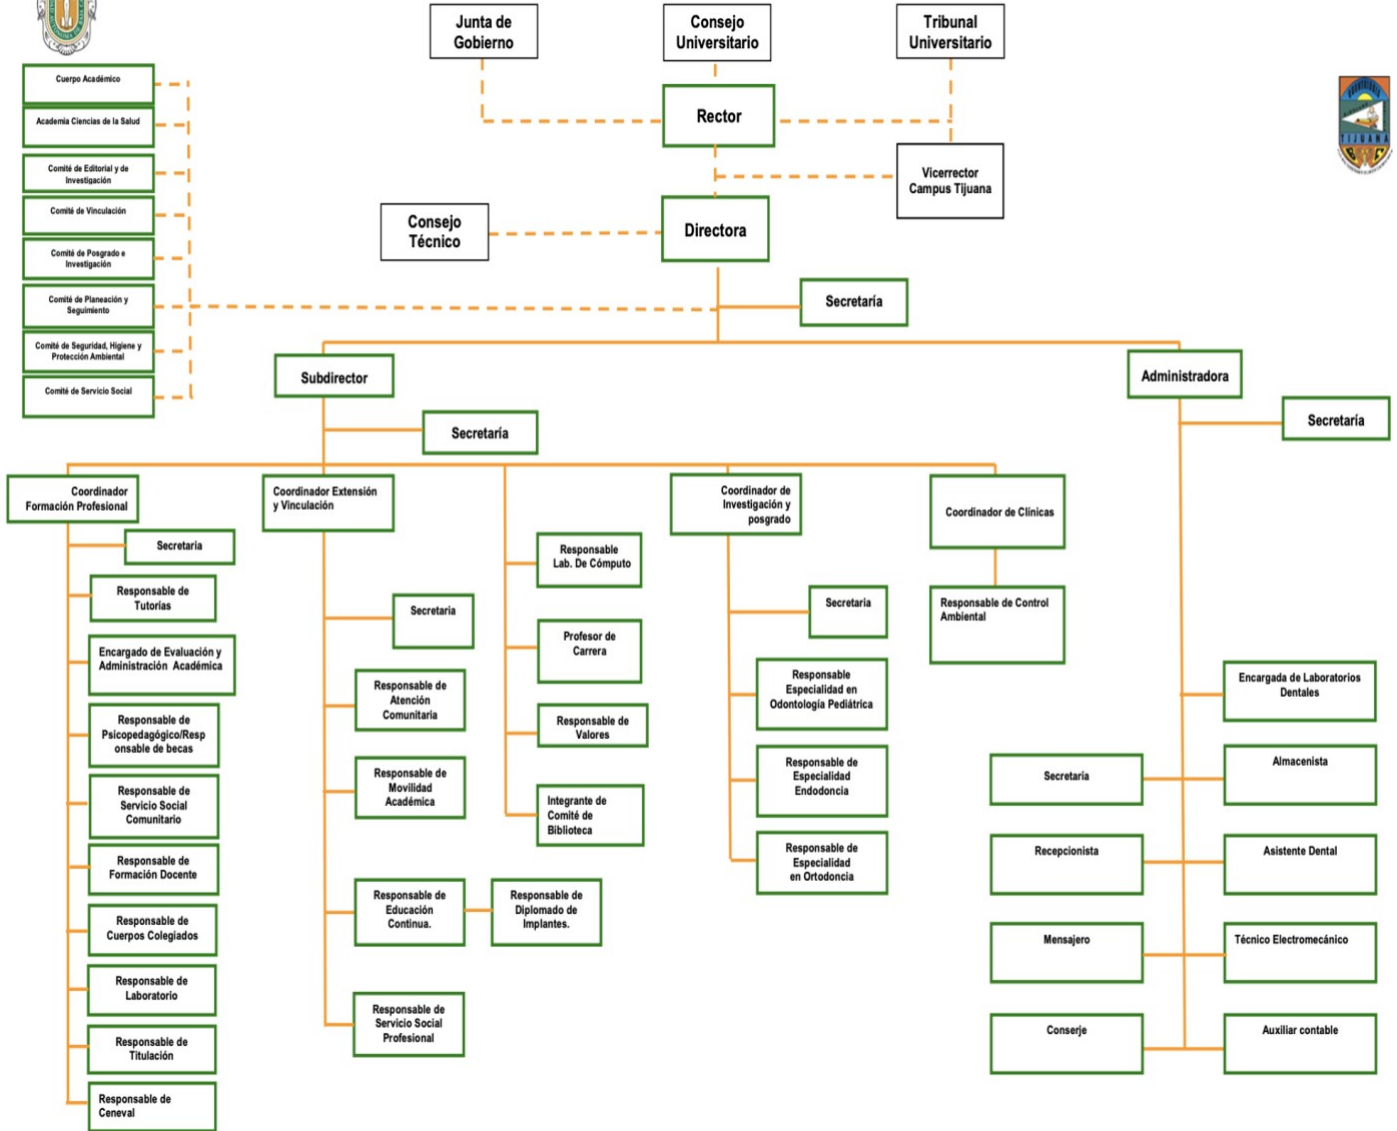 Junta de
Gobierno
Consejo
Universitario
Tribunal
Universitario
Rector
Vicerrector
Campus Tijuana
Consejo
Técnico
Directora
Secretaría
TIJUANA
Cuerpo Académico
Academia Ciencias de la Salud
Comité de Editorial y de
Investigación
Comité de Vinculación
Comité de Posgrado e
Investigación
Comité de Planeación y
Seguimiento
Comité de Seguridad, Higiene y
Protección Ambiental
Comité de Servicio Social
Subdirector
Secretaría
Administradora
Secretaría
Coordinador
Formación Profesional
Secretaria
Responsable de
Tutorías
Encargado de Evaluación y
Administración Académica
Responsable de
Psicopedagógico/Resp
onsable de becas
Responsable de
Servicio Social
Comunitario
Responsable de
Formación Docente
Responsable de
Cuerpos Colegiados
Responsable de
Laboratorio
Responsable de
Titulación
Responsable de
Ceneval
Coordinador Extensión
y Vinculación
Secretaria
Responsable de
Atención
Comunitaria
Responsable de
Movilidad
Académica
Responsable de
Educación
Continua.
Responsable de
Diplomado de
Implantes.
Responsable de
Servicio Social
Profesional
Responsable
Lab. De Cómputo
Profesor de
Carrera
Responsable de
Valores
Integrante de
Comité de
Biblioteca
Coordinador de
Investigación y
posgrado
Secretaria
Responsable
Especialidad en
Odontología Pediátrica
Responsable de
Especialidad
Endodoncia
Responsable de
Especialidad
en Ortodoncia
Coordinador de Clínicas
Responsable de Control
Ambiental
Encargada de Laboratorios
Dentales
Secretaría
Almacenista
Recepcionista
Asistente Dental
Mensajero
Técnico Electromecánico
Conserje
Auxiliar contable